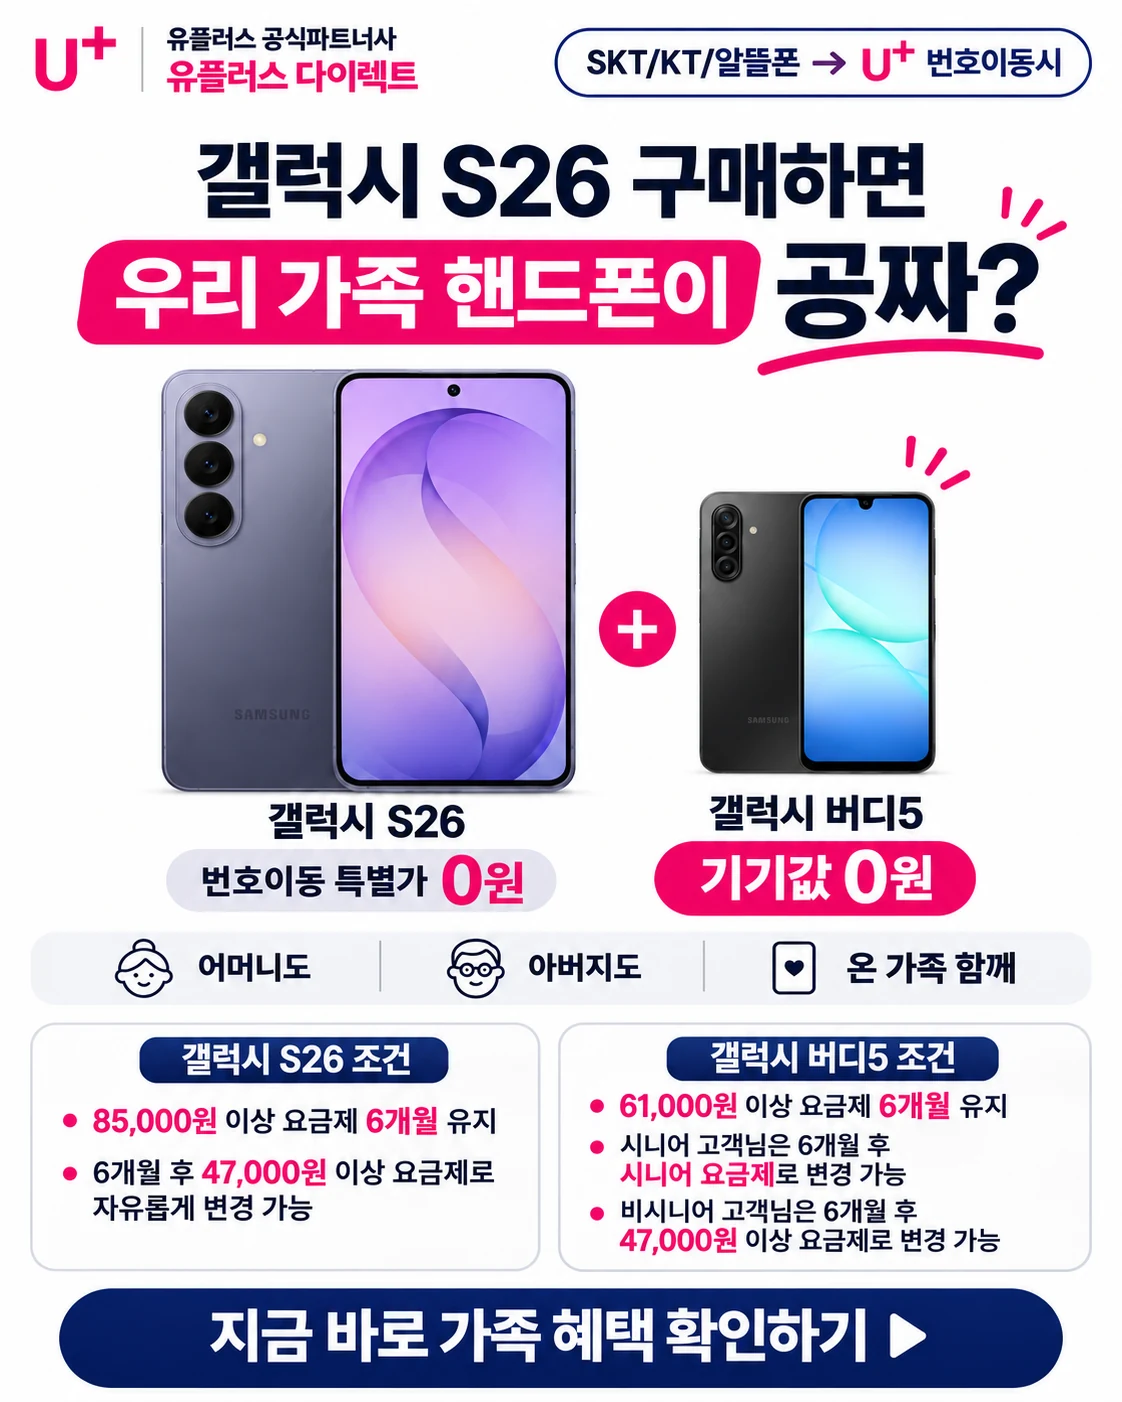 U+
유플러스 공식파트너사
유플러스 다이렉트
SKT/KT/알뜰폰 → U+ 번호이동시
갤럭시 S26 구매하면
우리 가족 핸드폰이 공짜?
SAMSUNG
SAMSUNG
+
갤럭시 S26
번호이동 특별가 0원
갤럭시 버디5
기기값 0원
어머니도
아버지도
온 가족 함께
갤럭시 S26 조건
• 85,000원 이상 요금제 6개월 유지
• 6개월 후 47,000원 이상 요금제로
자유롭게 변경 가능
갤럭시 버디5 조건
• 61,000원 이상 요금제 6개월 유지
• 시니어 고객님은 6개월 후
시니어 요금제로 변경 가능
• 비시니어 고객님은 6개월 후
47,000원 이상 요금제로 변경 가능
지금 바로 가족 혜택 확인하기 ▶